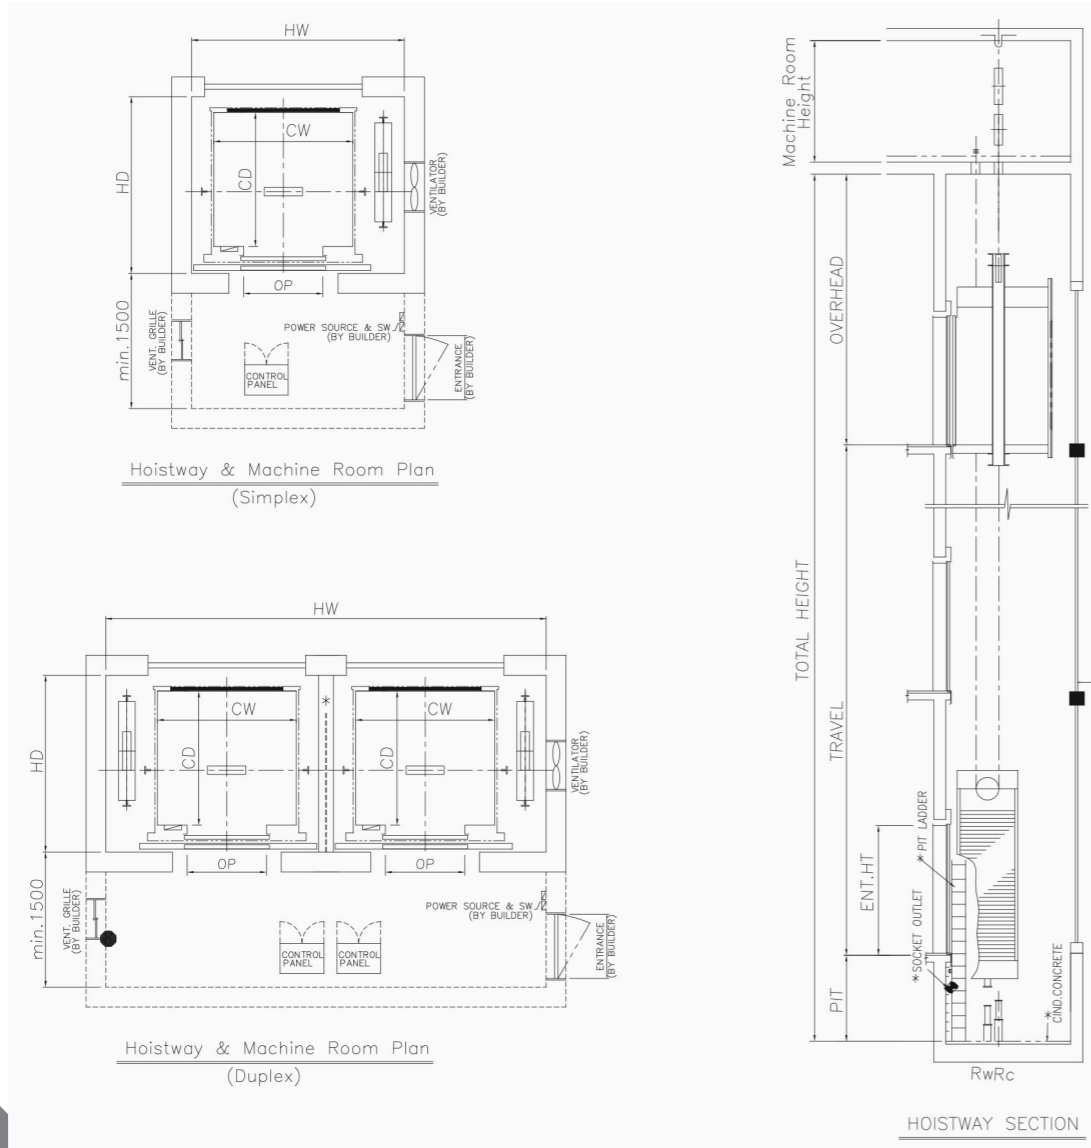 HW
HD
CW
CD
VENTILATOR
(BY BUILDER)
OP
min.1500
VENT. GRILLE
(BY BUILDER)
POWER SOURCE & SW
(BY BUILDER)
CONTROL
PANEL
ENTRANCE
(BY BUILDER)
Hoistway & Machine Room Plan
(Simplex)
HW
HD
CW
CD
*
CW
CD
VENTILATOR
(BY BUILDER)
OP
OP
min.1500
VENT. GRILLE
(BY BUILDER)
POWER SOURCE & SW
(BY BUILDER)
CONTROL
PANEL
CONTROL
PANEL
ENTRANCE
(BY BUILDER)
Hoistway & Machine Room Plan
(Duplex)
Machine Room
Height
OVERHEAD
TOTAL HEIGHT
TRAVEL
ENT.HT
* PIT LADDER
* SOCKET OUTLET
PIT
* CIND.CONCRETE
RwRc
HOISTWAY SECTION